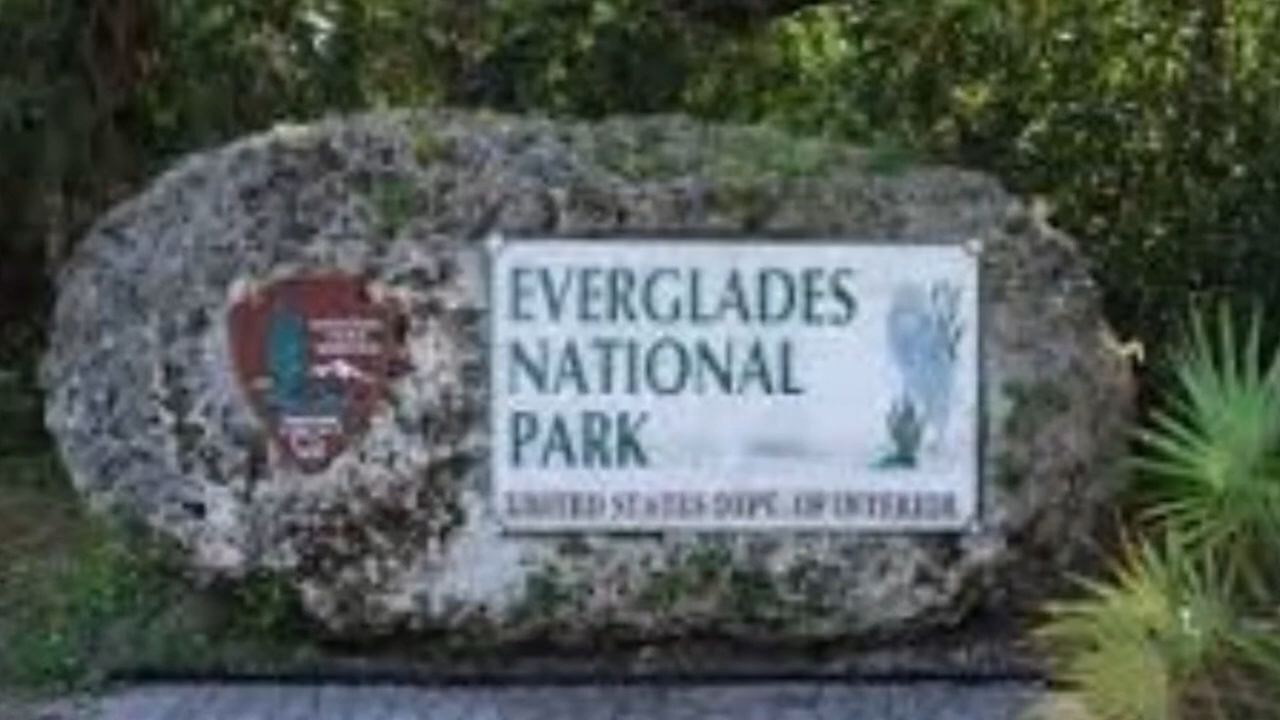 EVERGLADES
NATIONAL
PARK
UNITED STATES DEPT. OF INTERIOR